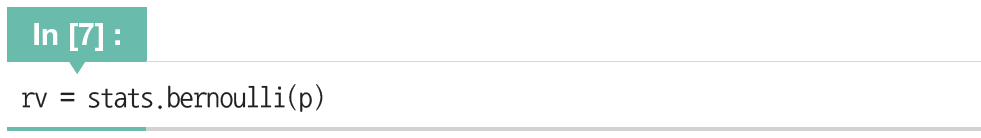 In [7] :
rv = stats.bernoulli(p)